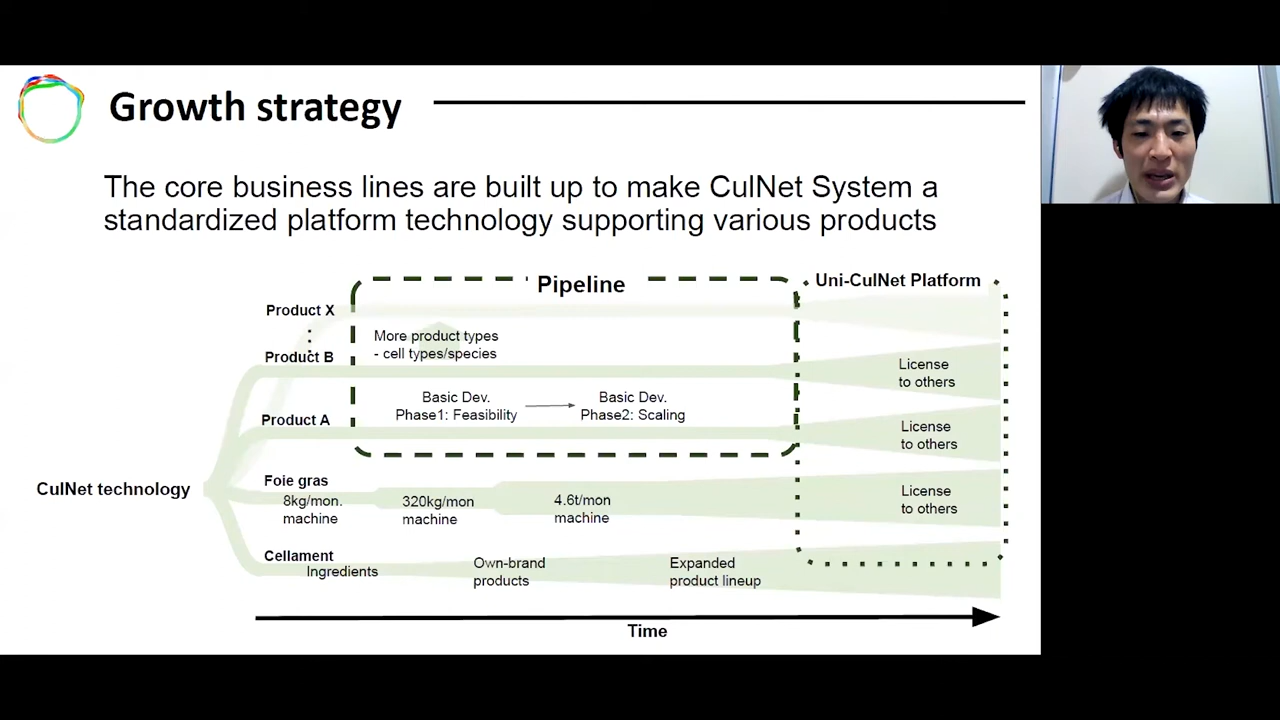 Growth strategy
The core business lines are built up to make CulNet System a
standardized platform technology supporting various products
Pipeline
Uni-CulNet Platform
Product X
More product types
- cell types/species
Product B
License
to others
Basic Dev.
Phase1: Feasibility
Basic Dev.
Phase2: Scaling
Product A
License
to others
CulNet technology
Foie gras
8kg/mon.
machine
320kg/mon
machine
4.6t/mon
machine
License
to others
Cellament
Ingredients
Own-brand
products
Expanded
product lineup
Time